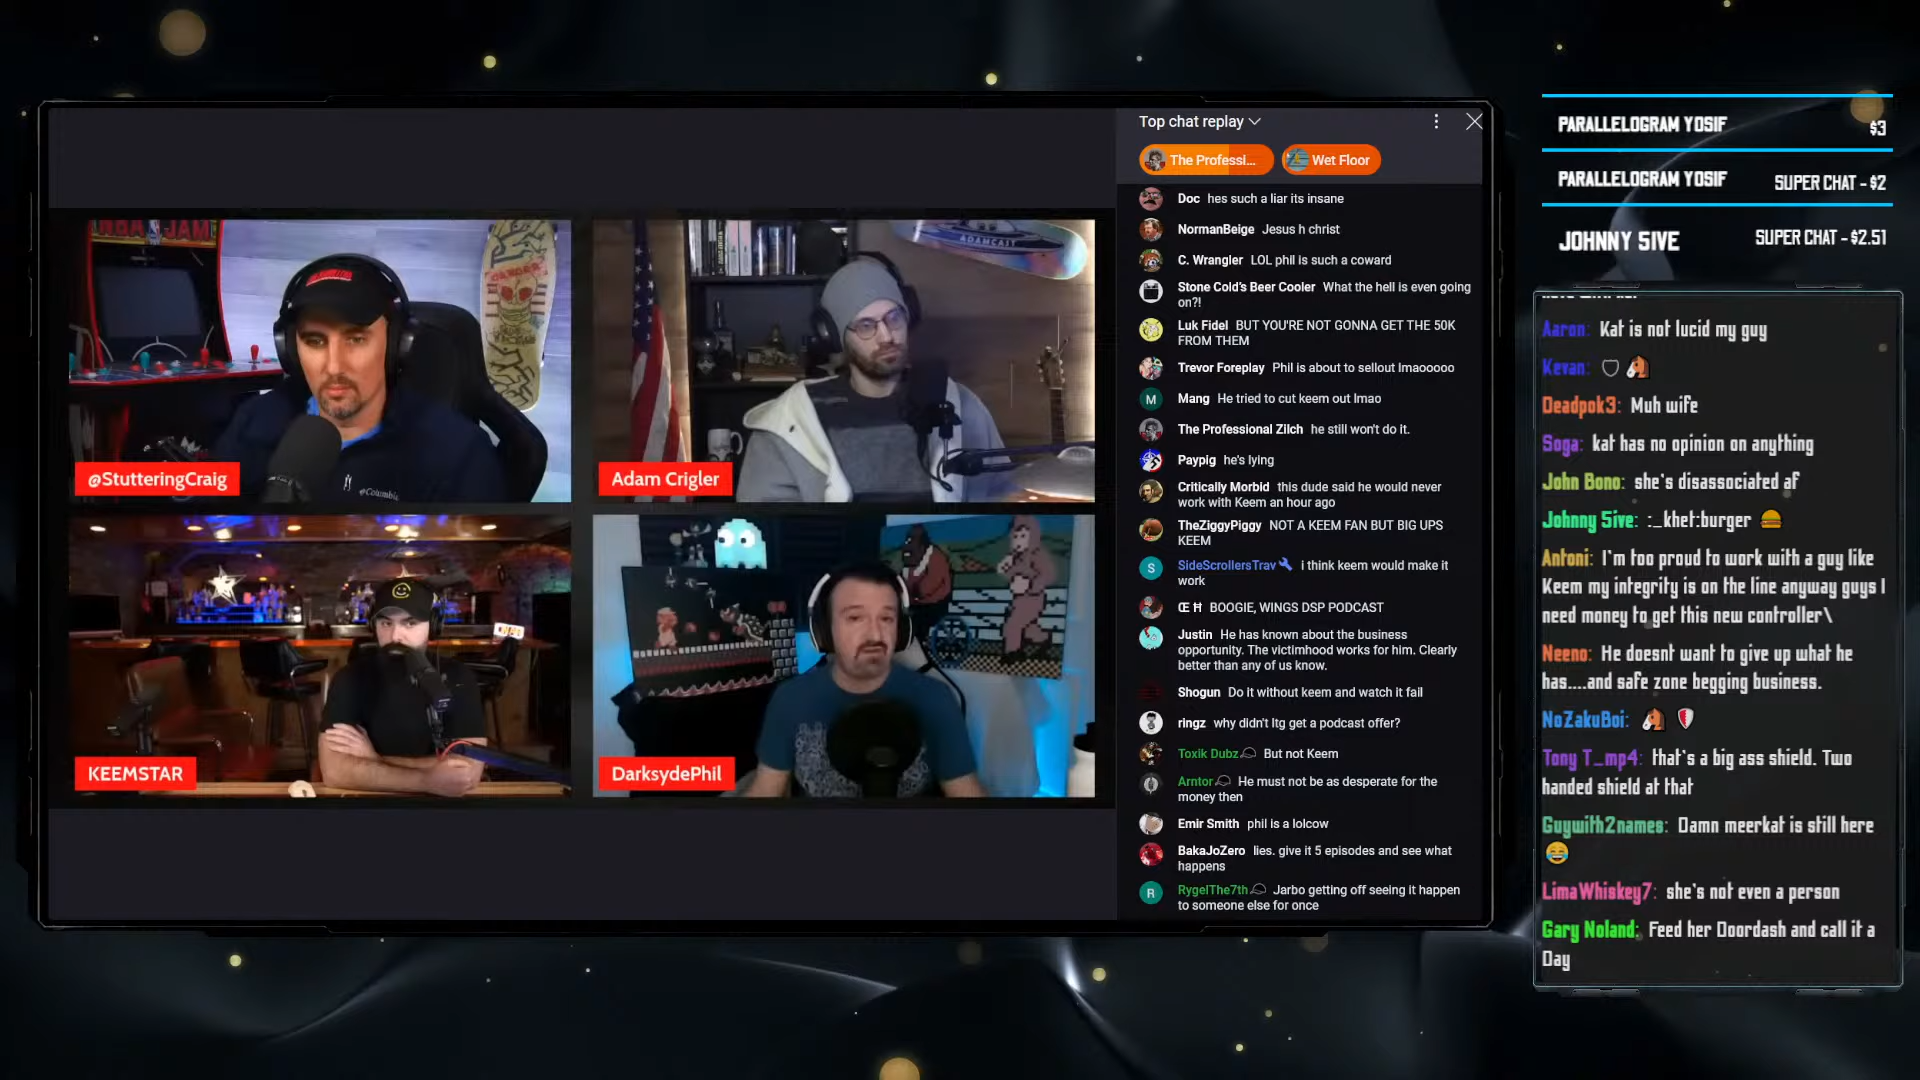 NBA JAM
@StutteringCraig
Columbia
ADAMCAIT
Adam Crigler
KEEMSTAR
DarksydePhil
Top chat replay
The Professi...
Wet Floor
Doc hes such a liar its insane
NormanBeige Jesus h christ
C. Wrangler LOL phil is such a coward
Stone Cold's Beer Cooler What the hell is even going
on?!
Luk Fidel BUT YOU'RE NOT GONNA GET THE 50K
FROM THEM
Trevor Foreplay Phil is about to sellout lmaooooo
M
Mang He tried to cut keem out lmao
The Professional Zilch he still won't do it.
Paypig he's lying
Critically Morbid this dude said he would never
work with Keem an hour ago
TheZiggyPiggy NOT A KEEM FAN BUT BIG UPS
KEEM
S
SideScrollersTrav i think keem would make it
work
Œ Ħ BOOGIE, WINGS DSP PODCAST
Justin He has known about the business
opportunity. The victimhood works for him. Clearly
better than any of us know.
Shogun Do it without keem and watch it fail
ringz why didn't ltg get a podcast offer?
Toxik Dubz But not Keem
Arntor He must not be as desperate for the
money then
Emir Smith phil is a lolcow
BakaJoZero lies. give it 5 episodes and see what
happens
R
RygelThe7th Jarbo getting off seeing it happen
to someone else for once
PARALLELOGRAM YOSIF $3
PARALLELOGRAM YOSIF SUPER CHAT - $2
JOHNNY 5IVE SUPER CHAT - $2.51
Aaron: Kat is not lucid my guy
Kevan:
Deadpok3: Muh wife
Soga: kat has no opinion on anything
John Bono: she's disassociated af
Johnny 5ive: :_khet:burger 🍔
Antoni: I'm too proud to work with a guy like
Keem my integrity is on the line anyway guys I
need money to get this new controller\
Neeno: He doesnt want to give up what he
has....and safe zone begging business.
NoZakuBoi:
Tony T_mp4: that's a big ass shield. Two
handed shield at that
Guywith2names: Damn meerkat is still here
😂
LimaWhiskey7: she's not even a person
Gary Noland: Feed her Doordash and call it a
Day